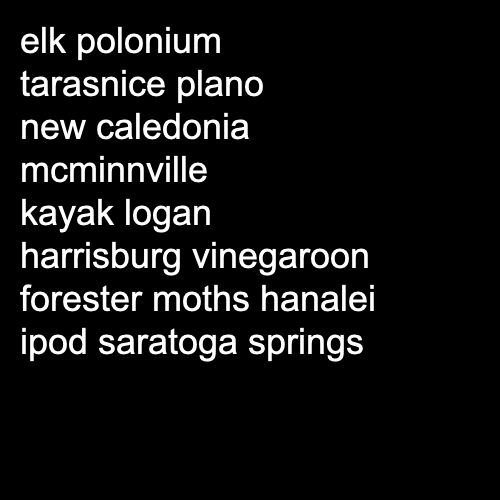 elk polonium
tarasnice plano
new caledonia
mcminnville
kayak logan
harrisburg vinegaroon
forester moths hanalei
ipod saratoga springs